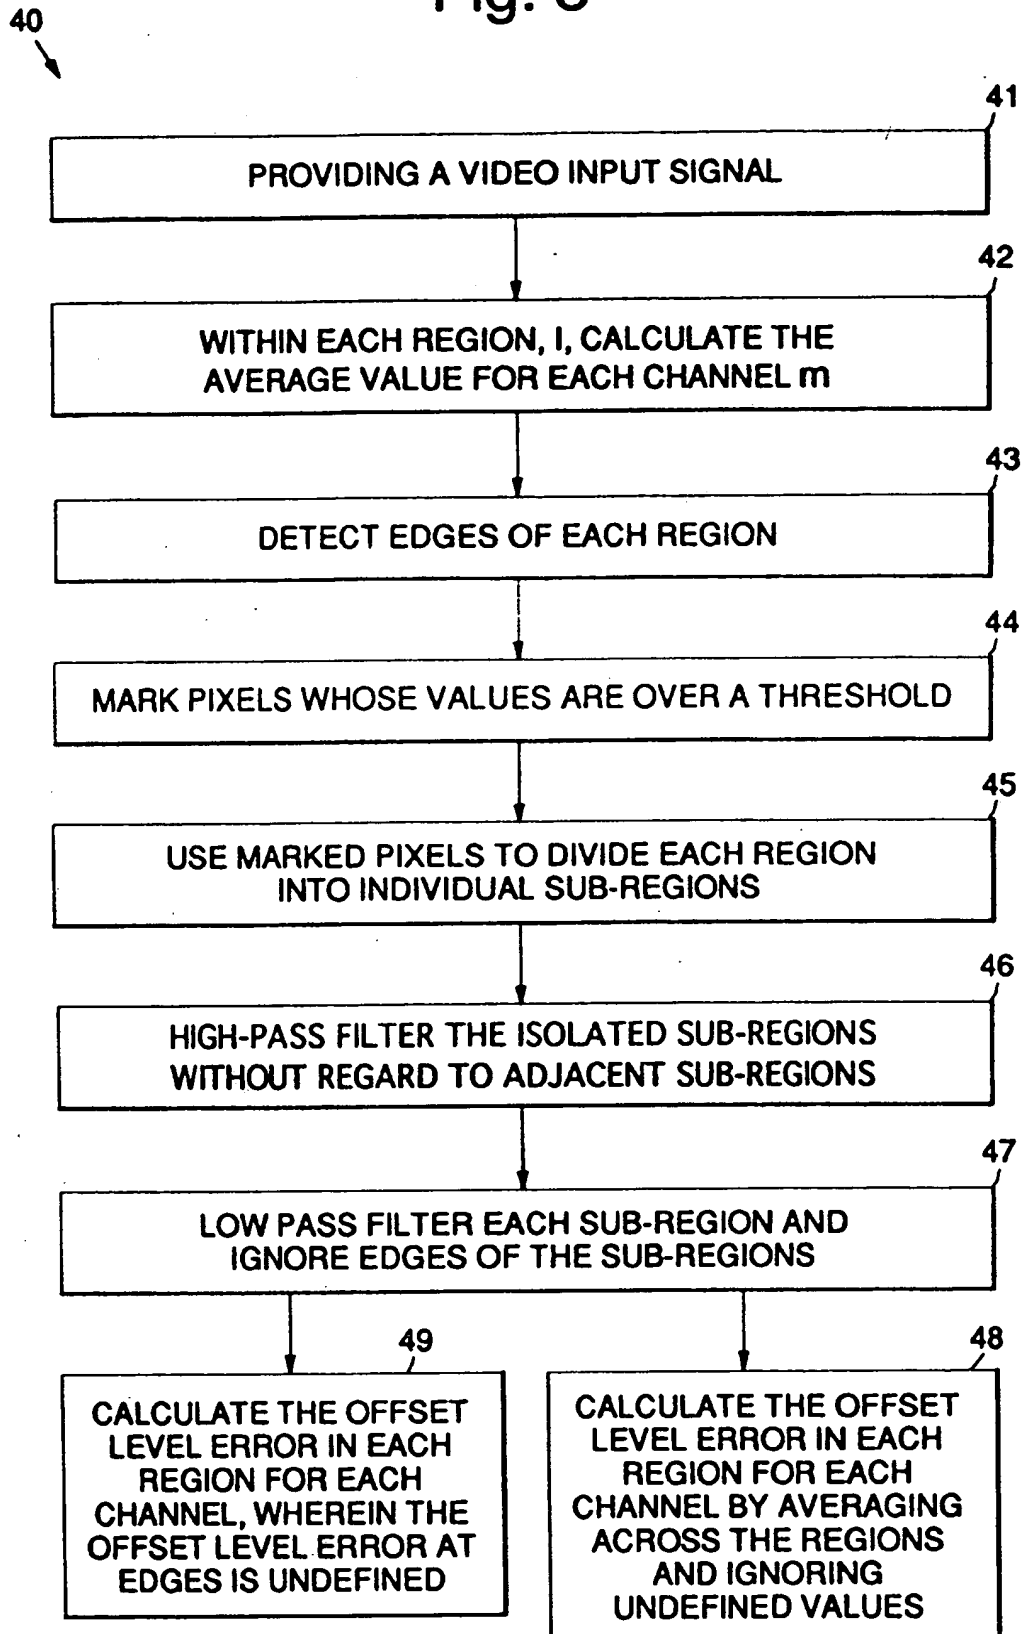 40
41
PROVIDING A VIDEO INPUT SIGNAL
42
WITHIN EACH REGION, I, CALCULATE THE
AVERAGE VALUE FOR EACH CHANNEL m
43
DETECT EDGES OF EACH REGION
44
MARK PIXELS WHOSE VALUES ARE OVER A THRESHOLD
45
USE MARKED PIXELS TO DIVIDE EACH REGION
INTO INDIVIDUAL SUB-REGIONS
46
HIGH-PASS FILTER THE ISOLATED SUB-REGIONS
WITHOUT REGARD TO ADJACENT SUB-REGIONS
47
LOW PASS FILTER EACH SUB-REGION AND
IGNORE EDGES OF THE SUB-REGIONS
49
CALCULATE THE OFFSET
LEVEL ERROR IN EACH
REGION FOR EACH
CHANNEL, WHEREIN THE
OFFSET LEVEL ERROR AT
EDGES IS UNDEFINED
48
CALCULATE THE OFFSET
LEVEL ERROR IN EACH
REGION FOR EACH
CHANNEL BY AVERAGING
ACROSS THE REGIONS
AND IGNORING
UNDEFINED VALUES